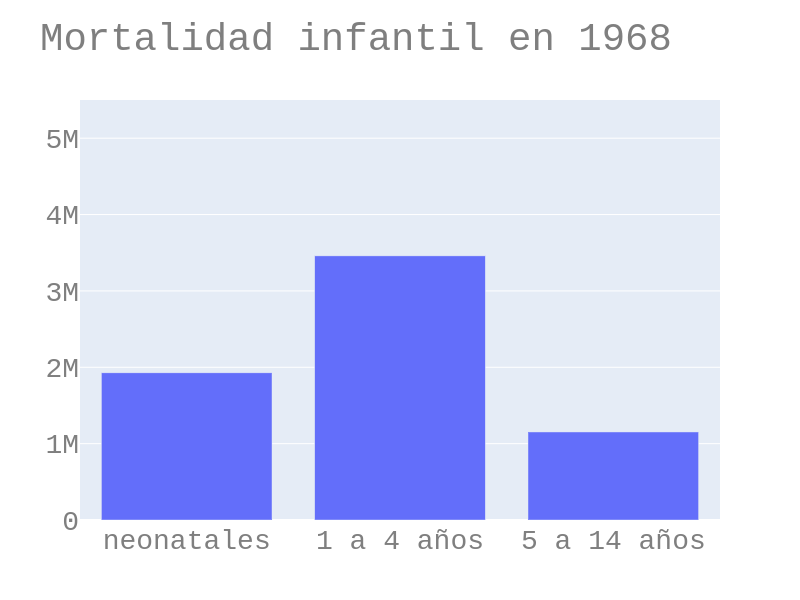 Mortalidad infantil en 1968
5M
4M
3M
2M
1M
0
neonatales 1 a 4 años 5 a 14 años